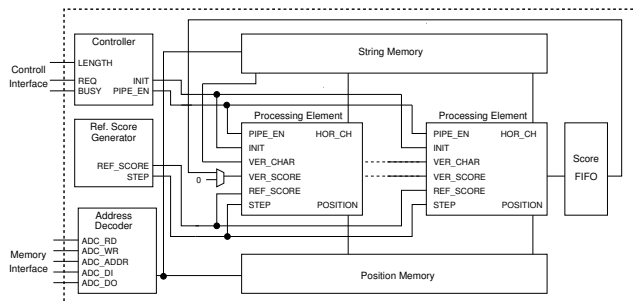 Controller
LENGTH
REQ
BUSY
INIT
PIPE_EN
Controll
Interface
String Memory
Ref. Score
Generator
REF_SCORE
STEP
0
Processing Element
PIPE_EN
HOR_CH
INIT
VER_CHAR
VER_SCORE
REF_SCORE
STEP
POSITION
Processing Element
PIPE_EN
HOR_CH
INIT
VER_CHAR
VER_SCORE
REF_SCORE
STEP
POSITION
Score
FIFO
Address
Decoder
ADC_RD
ADC_WR
ADC_ADDR
ADC_DI
ADC_DO
Memory
Interface
Position Memory